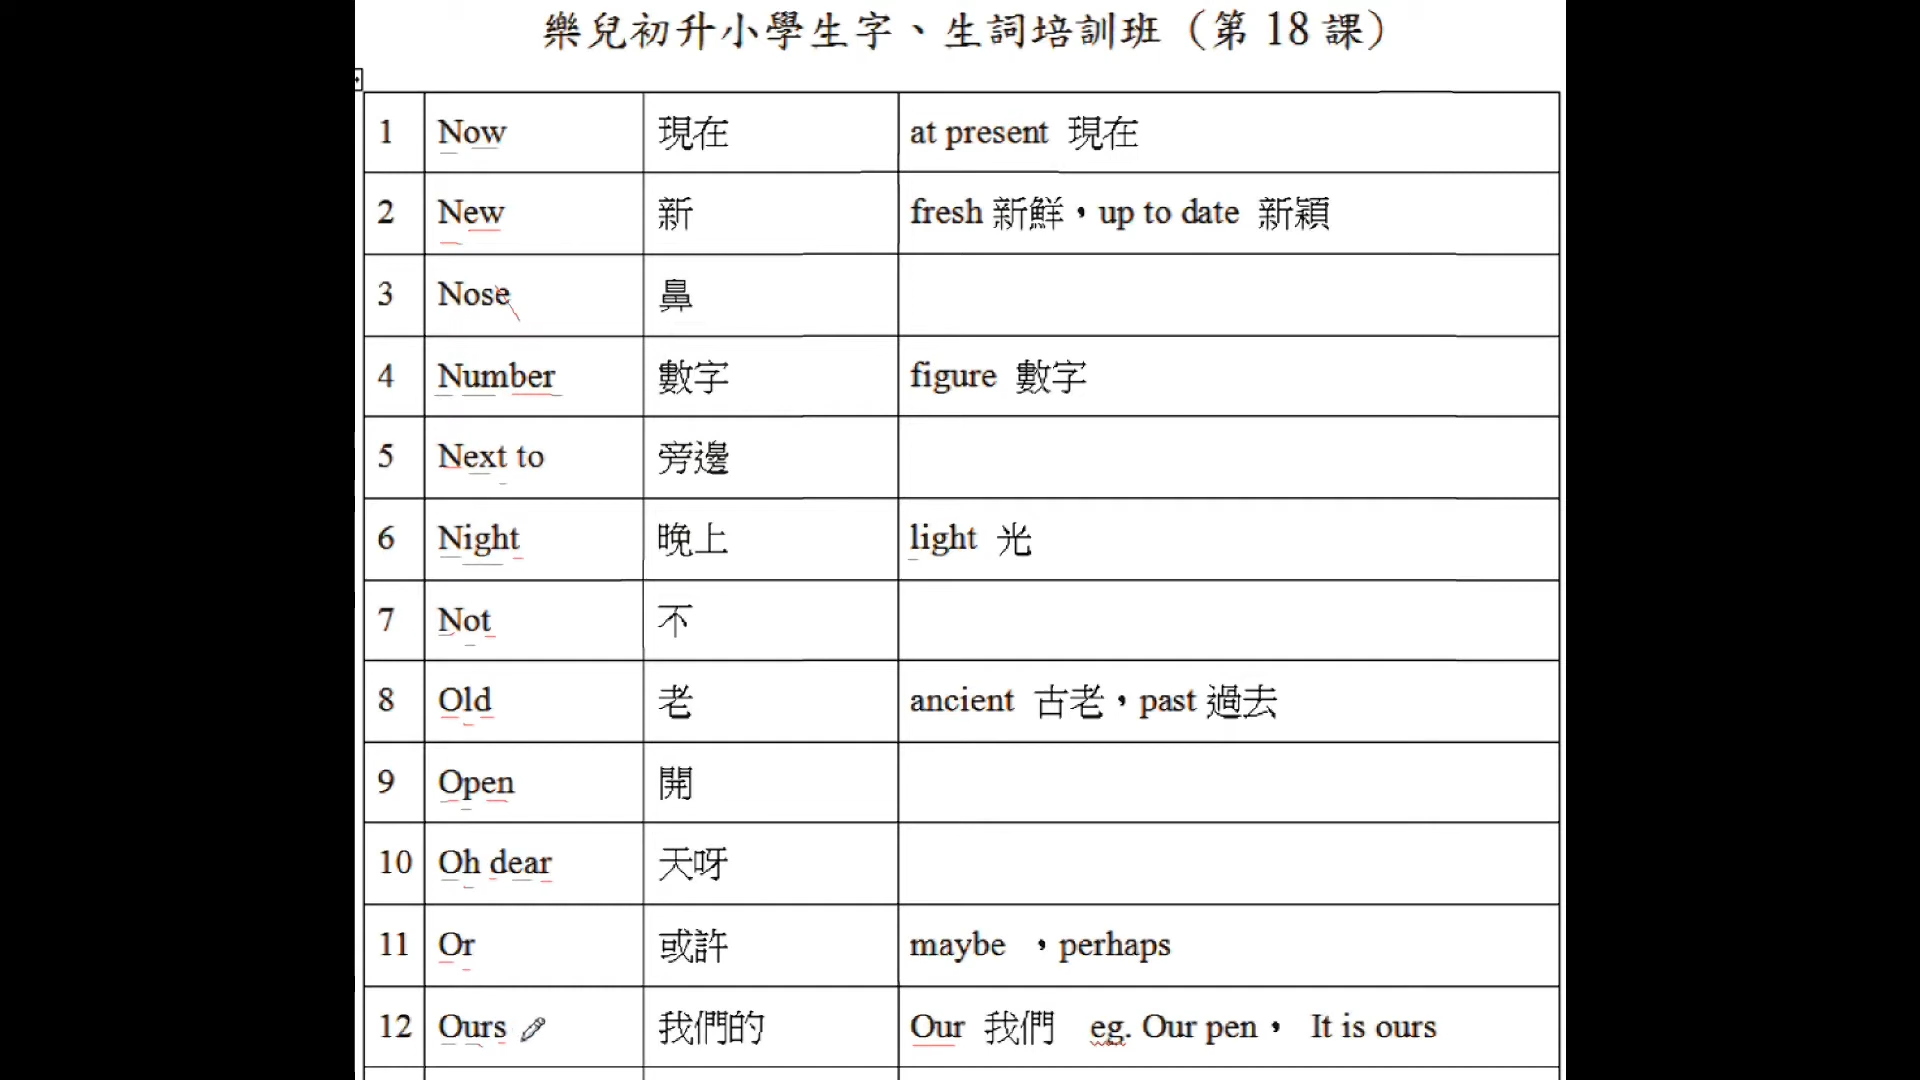 樂兒初升小學生字、生詞培訓班（第 18 課）
1 Now 現在 at present 現在
2 New 新 fresh 新鮮，up to date 新穎
3 Nose 鼻
4 Number 數字 figure 數字
5 Next to 旁邊
6 Night 晚上 light 光
7 Not 不
8 Old 老 ancient 古老，past 過去
9 Open 開
10 Oh dear 天呀
11 Or 或許 maybe ，perhaps
12 Ours 我們的 Our 我們 eg. Our pen， It is ours